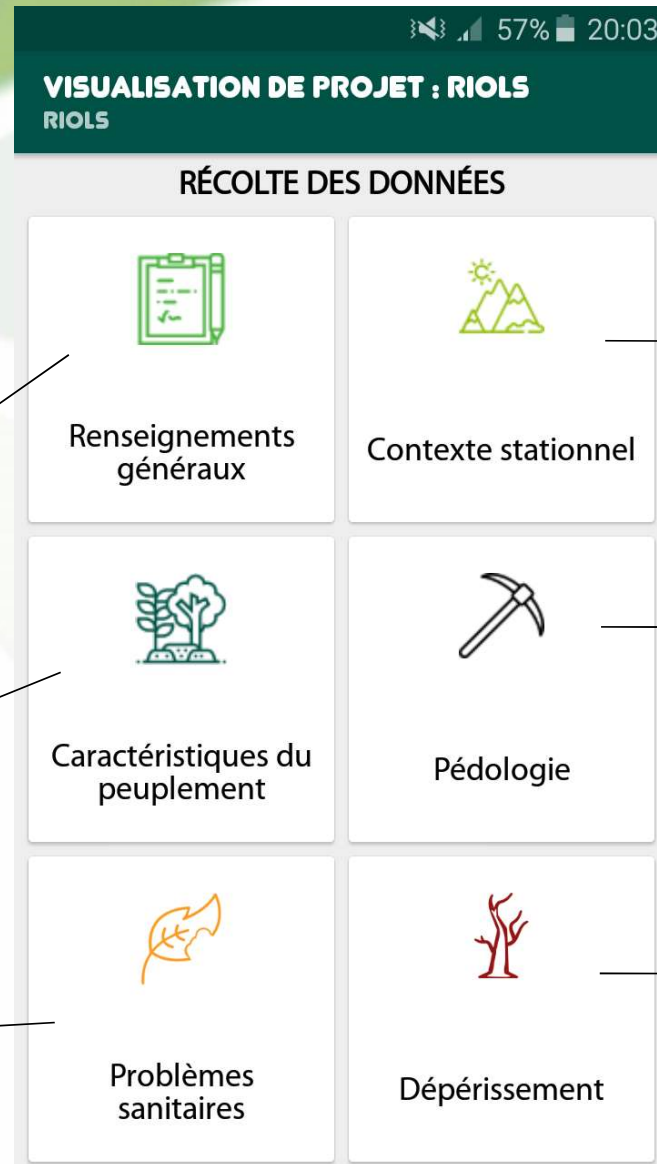 57% 20:03
VISUALISATION DE PROJET : RIOLS
RIOLS
RÉCOLTE DES DONNÉES
Renseignements
généraux
Contexte stationnel
Caractéristiques du
peuplement
Pédologie
Problèmes
sanitaires
Dépérissement